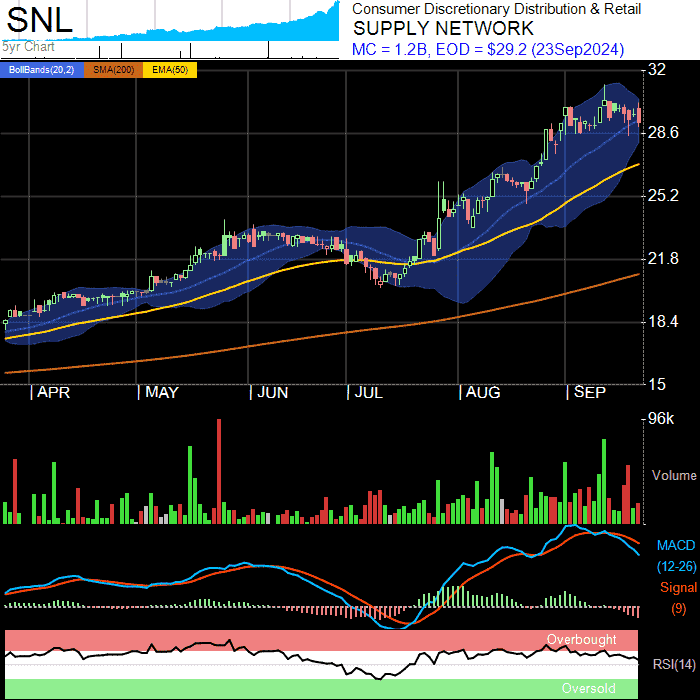 SNL
5yr Chart
Consumer Discretionary Distribution & Retail
SUPPLY NETWORK
MC = 1.2B, EOD = $29.2 (23Sep2024)
BollBands(20,2) SMA(200) EMA(50)
32
28.6
25.2
21.8
18.4
15
APR MAY JUN JUL AUG SEP
96k
Volume
MACD
(12-26)
Signal
(9)
Overbought
RSI(14)
Oversold